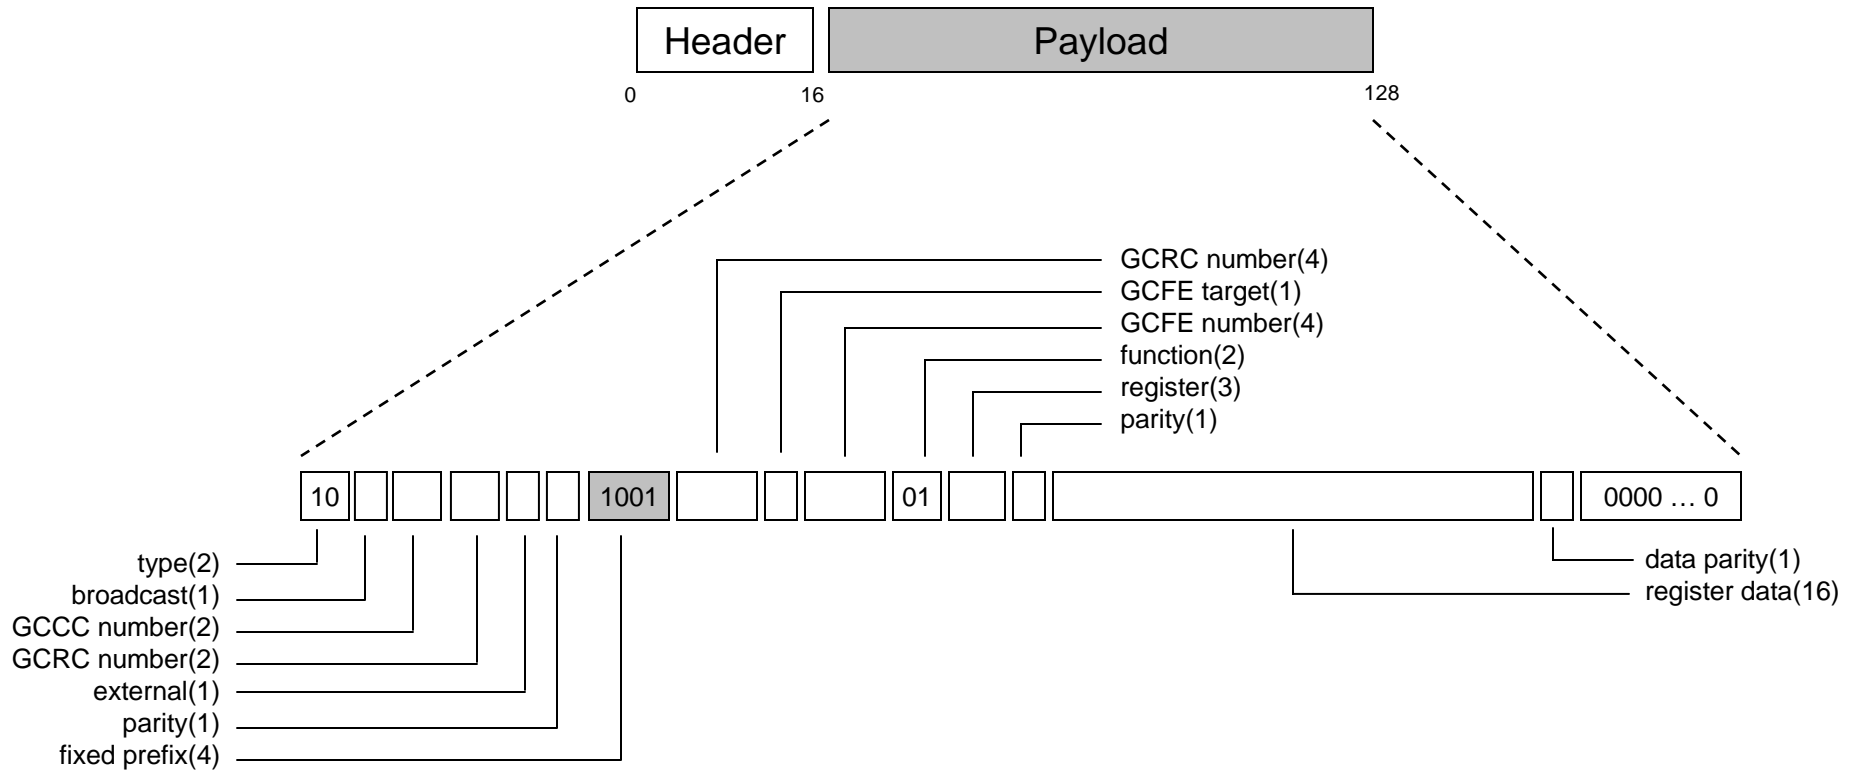 Header
Payload
0
16
128
GCRC number(4)
GCFE target(1)
GCFE number(4)
function(2)
register(3)
parity(1)
10
1001
01
0000 … 0
type(2)
broadcast(1)
GCCC number(2)
GCRC number(2)
external(1)
parity(1)
fixed prefix(4)
data parity(1)
register data(16)